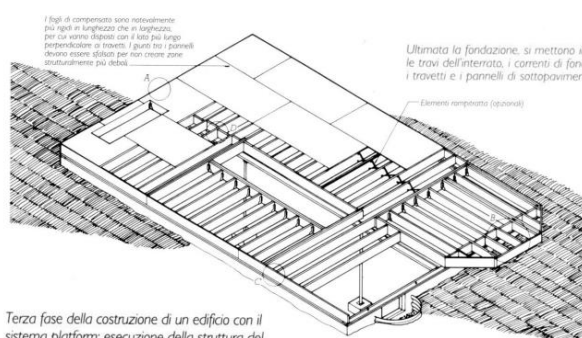 I fogli di compensato sono notevolmente
più rigidi in lunghezza che in larghezza,
per cui vanno disposti con il lato più lungo
perpendicolare ai travetti. I giunti tra i pannelli
devono essere sfalsati per non creare zone
strutturalmente più deboli.
A
Ultimata la fondazione, si mettono i
le travi dell'interrato, i correnti di fon
i travetti e i pannelli di sottopavimen
Elementi rompitratta (opzionali)
B
C
Terza fase della costruzione di un edificio con il
sistema platform: esecuzione della struttura del